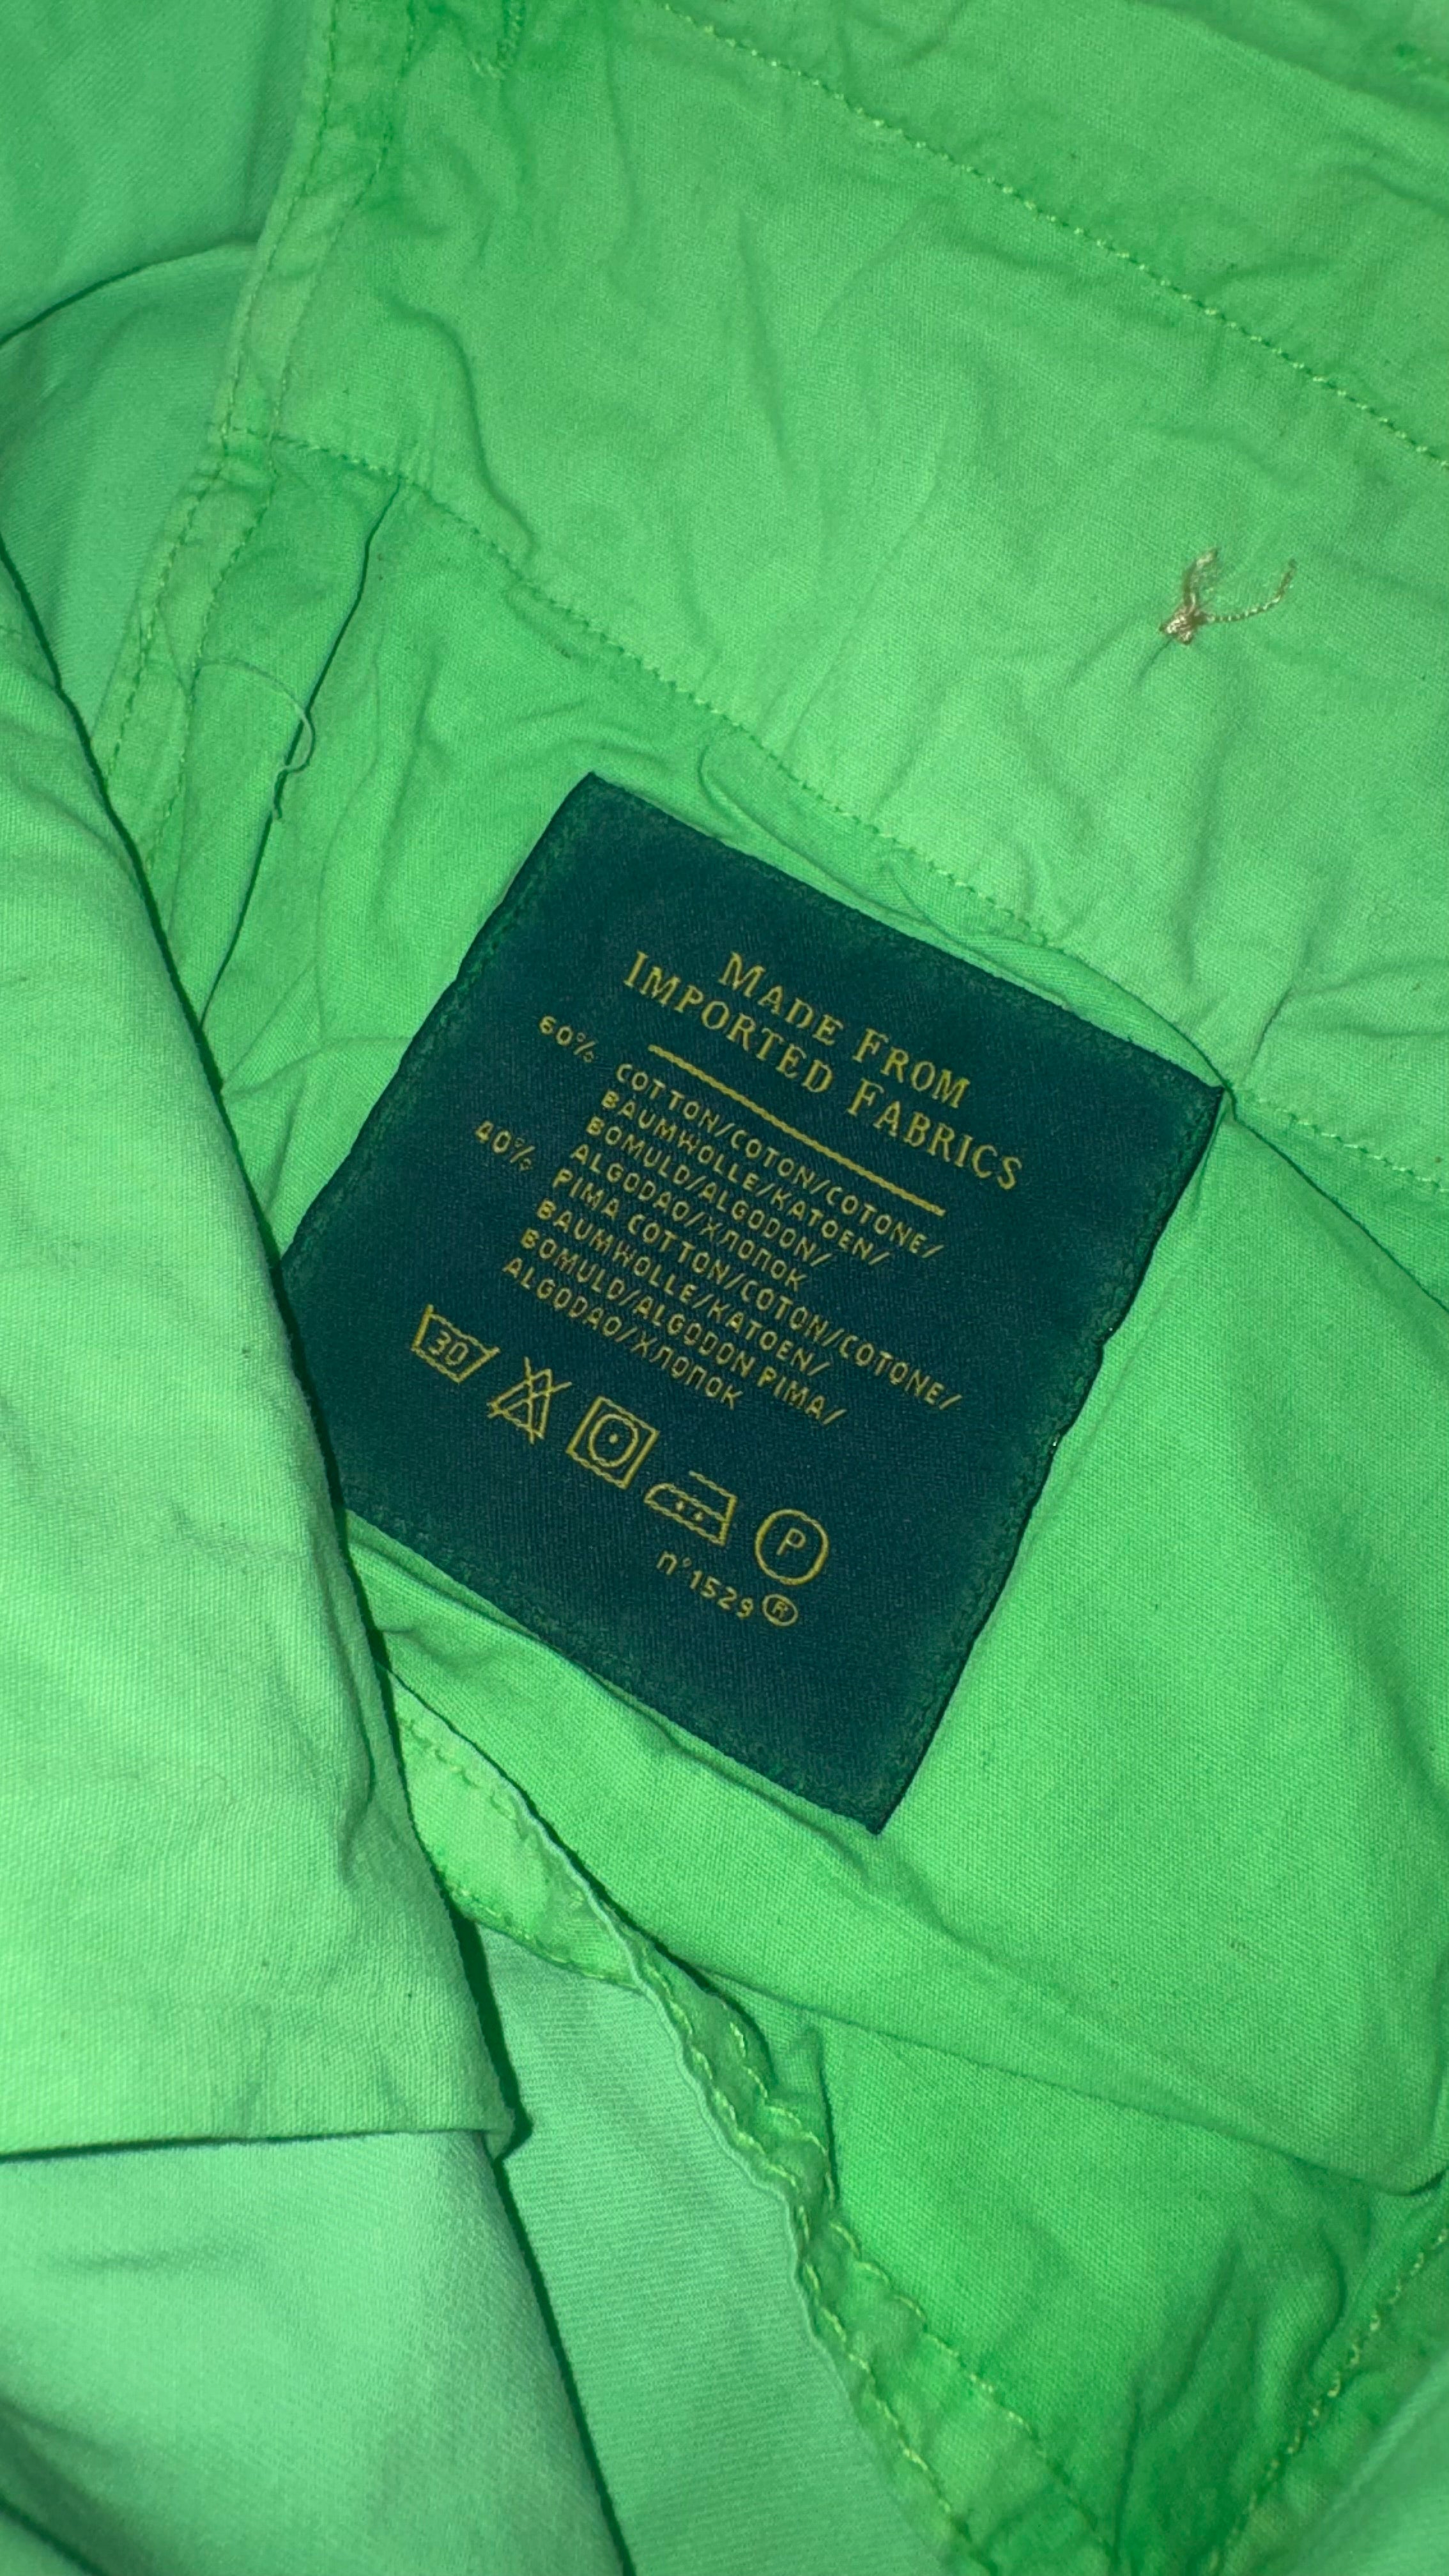 MADE FROM
IMPORTED FABRICS
60% COTTON/COTON/COTONE/
BAUMWOLLE/KATOEN/
BOMULD/ALGODON/
ALGODAO/ХЛОПОК
40% PIMA COTTON/COTON/COTONE/
BAUMWOLLE/KATOEN/
BOMULD/ALGODON PIMA/
ALGODAO/ХЛОПОК
30
P
n°1529 ®